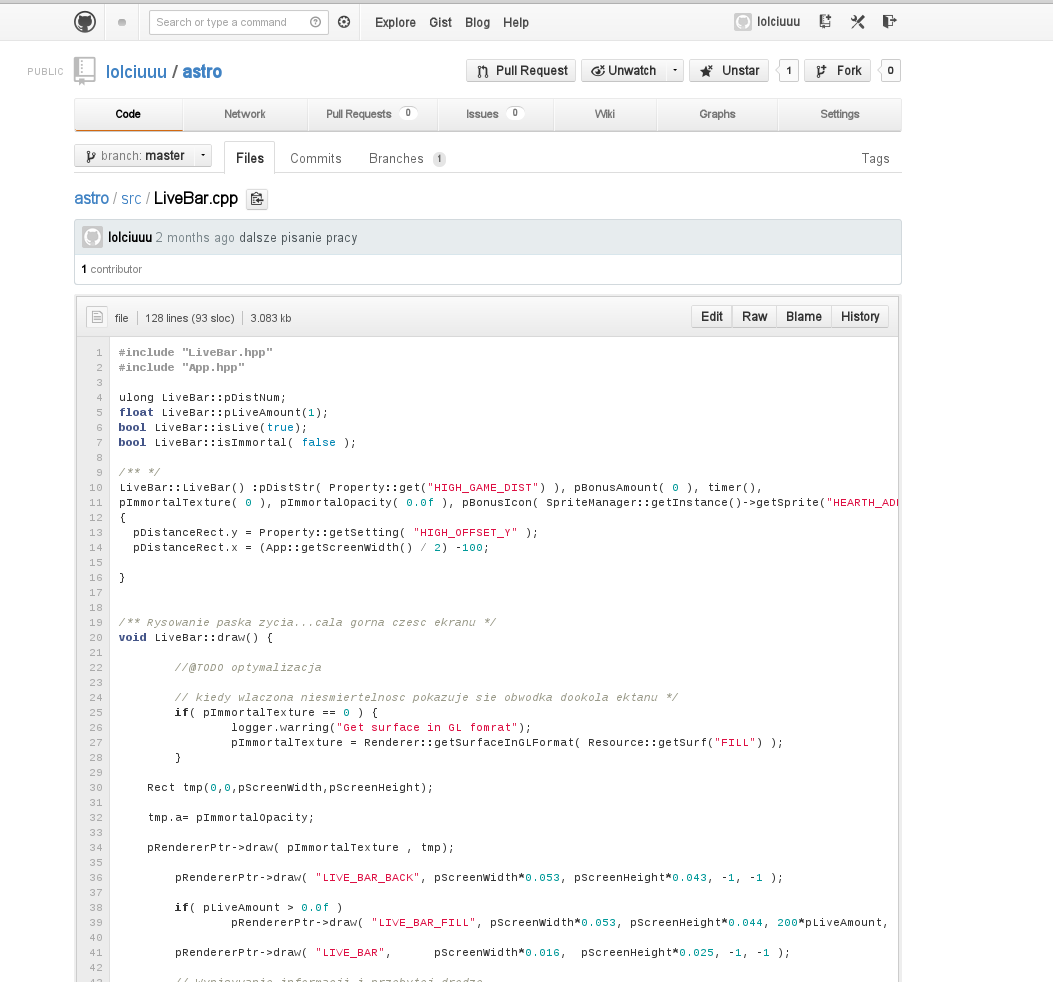 Search or type a command
Explore Gist Blog Help
lolciuuu
PUBLIC lolciuuu / astro
Pull Request Unwatch Unstar 1 Fork 0
Code Network Pull Requests 0 Issues 0 Wiki Graphs Settings
branch: master Files Commits Branches 1 Tags
astro / src / LiveBar.cpp
lolciuuu 2 months ago dalsze pisanie pracy
1 contributor
file 128 lines (93 sloc) 3.083 kb Edit Raw Blame History
1 #include "LiveBar.hpp"
2 #include "App.hpp"
3
4 ulong LiveBar::pDistNum;
5 float LiveBar::pLiveAmount(1);
6 bool LiveBar::isLive(true);
7 bool LiveBar::isImmortal( false );
8
9 /** */
10 LiveBar::LiveBar() :pDistStr( Property::get("HIGH_GAME_DIST") ), pBonusAmount( 0 ), timer(),
11 pImmortalTexture( 0 ), pImmortalOpacity( 0.0f ), pBonusIcon( SpriteManager::getInstance()->getSprite("HEARTH_AD
12 {
13 pDistanceRect.y = Property::getSetting( "HIGH_OFFSET_Y" );
14 pDistanceRect.x = (App::getScreenWidth() / 2) -100;
15
16 }
17
18
19 /** Rysowanie paska zycia...cala gorna czesc ekranu */
20 void LiveBar::draw() {
21
22 //@TODO optymalizacja
23
24 // kiedy wlaczona niesmiertelnosc pokazuje sie obwodka dookola ektanu */
25 if( pImmortalTexture == 0 ) {
26 logger.warring("Get surface in GL fomrat");
27 pImmortalTexture = Renderer::getSurfaceInGLFormat( Resource::getSurf("FILL") );
28 }
29
30 Rect tmp(0,0,pScreenWidth,pScreenHeight);
31
32 tmp.a= pImmortalOpacity;
33
34 pRendererPtr->draw( pImmortalTexture , tmp);
35
36 pRendererPtr->draw( "LIVE_BAR_BACK", pScreenWidth*0.053, pScreenHeight*0.043, -1, -1 );
37
38 if( pLiveAmount > 0.0f )
39 pRendererPtr->draw( "LIVE_BAR_FILL", pScreenWidth*0.053, pScreenHeight*0.044, 200*pLiveAmount,
40
41 pRendererPtr->draw( "LIVE_BAR", pScreenWidth*0.016, pScreenHeight*0.025, -1, -1 );
42